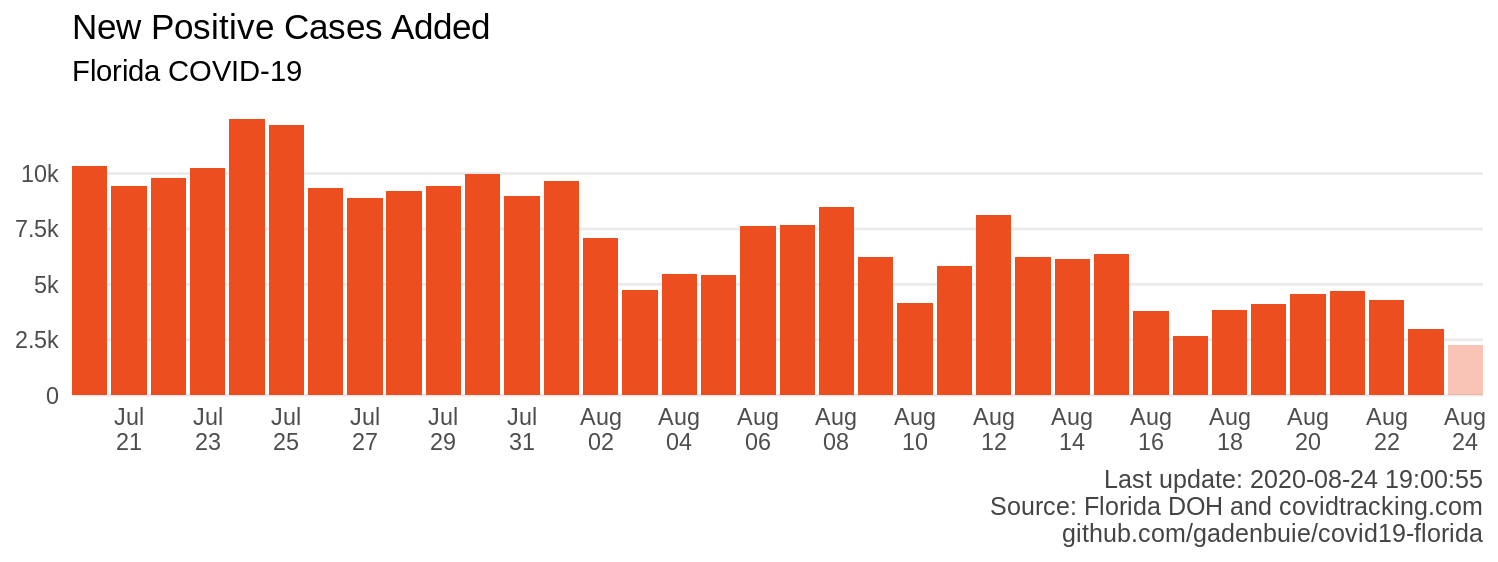 New Positive Cases Added
Florida COVID-19
10k
7.5k
5k
2.5k
0
Jul Jul Jul Jul Jul Jul Aug Aug Aug Aug Aug Aug Aug Aug Aug Aug Aug Aug
21 23 25 27 29 31 02 04 06 08 10 12 14 16 18 20 22 24
Last update: 2020-08-24 19:00:55
Source: Florida DOH and covidtracking.com
github.com/gadenbuie/covid19-florida